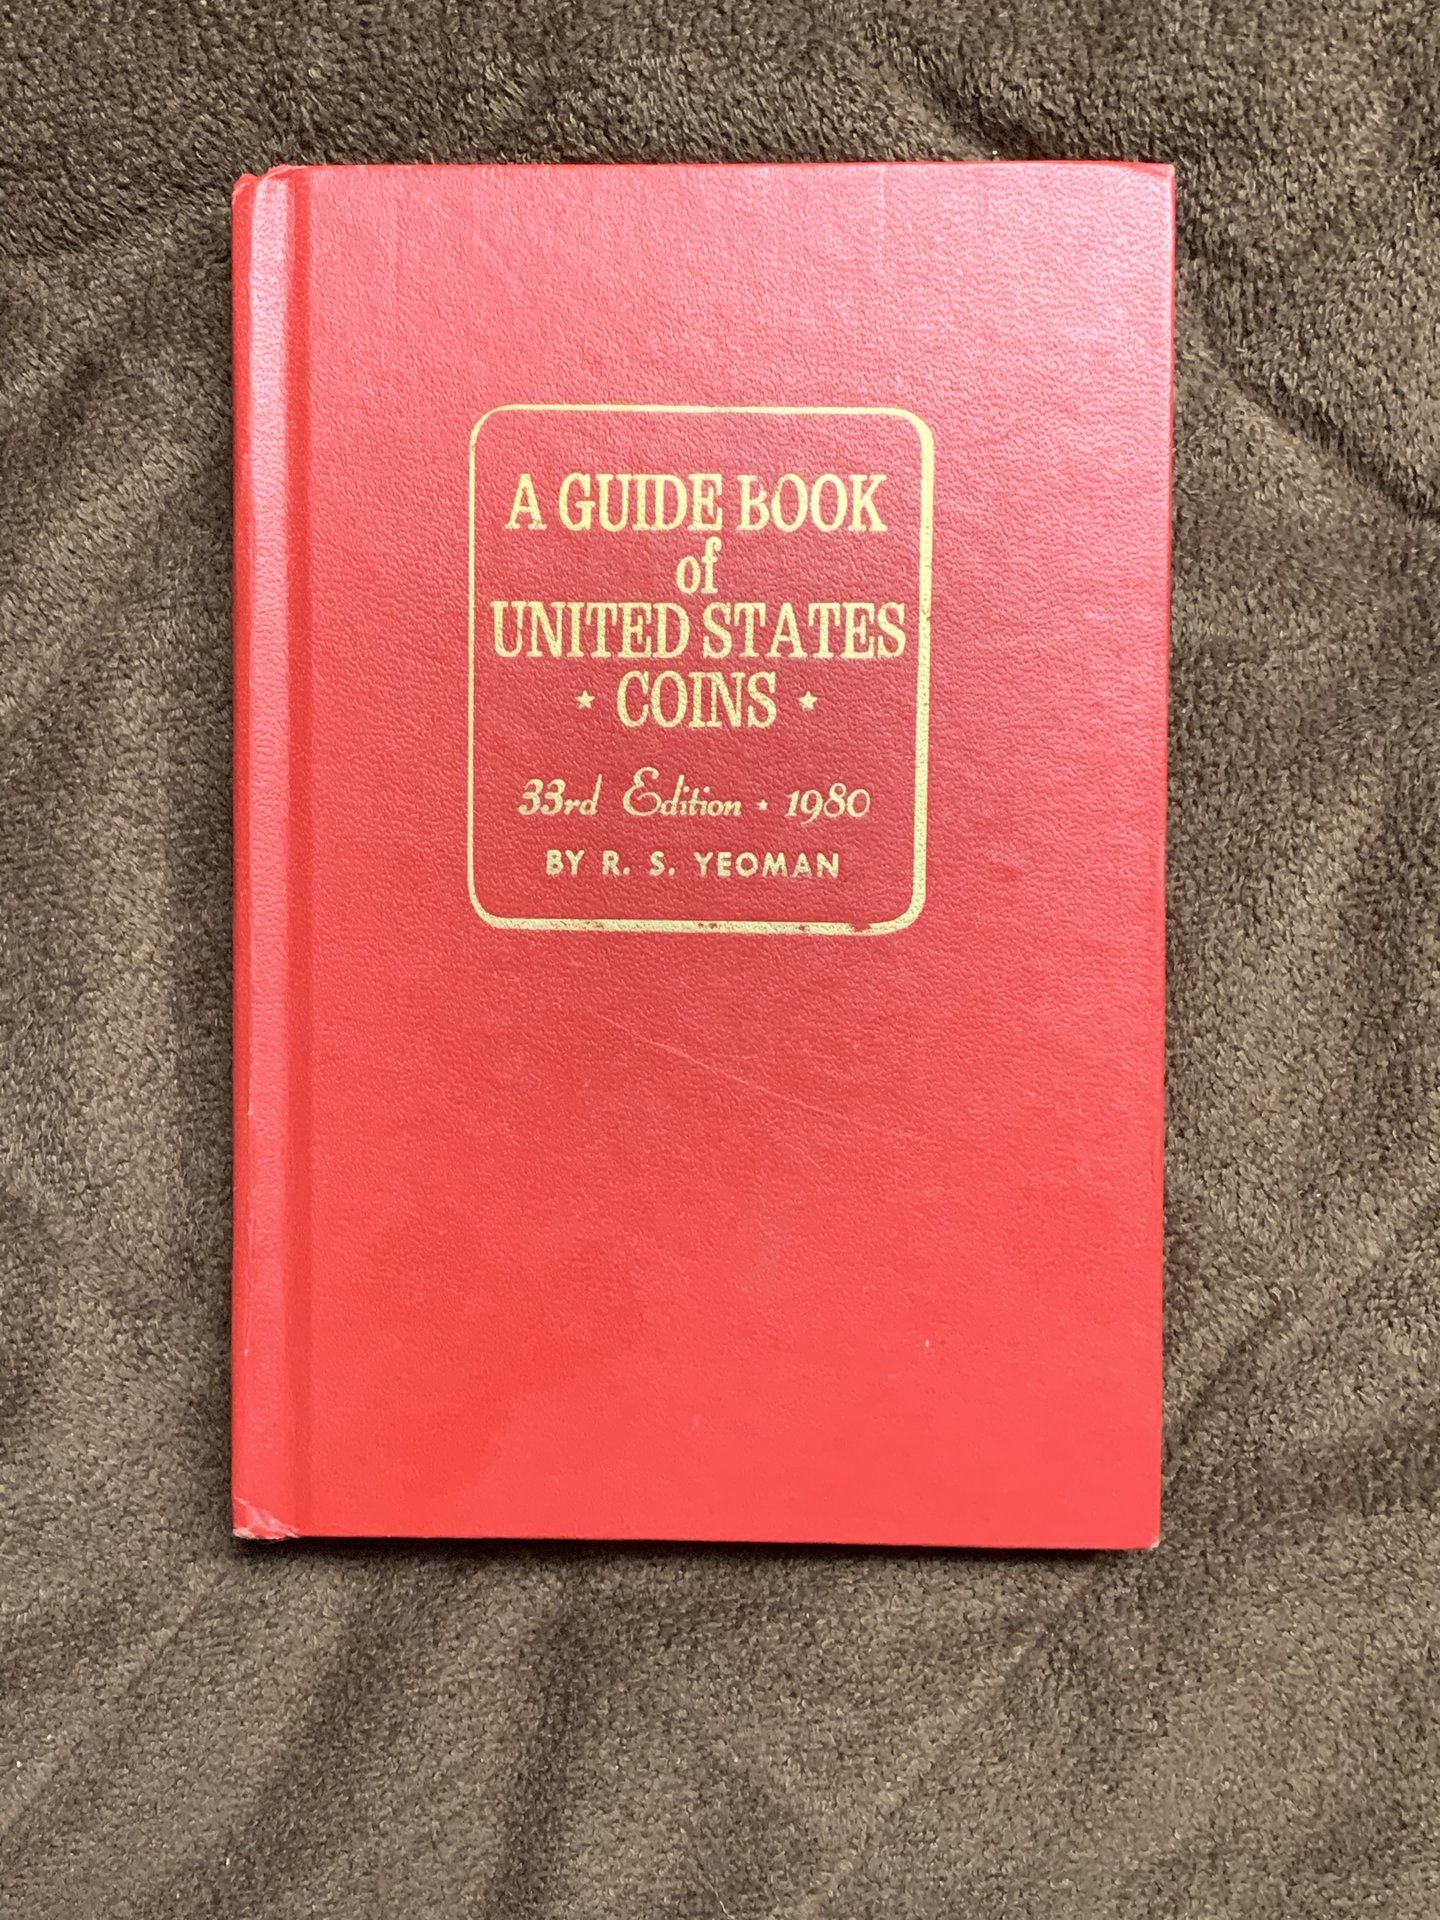 A GUIDE BOOK
of
UNITED STATES
★ COINS ★
33rd Edition ★ 1980
BY R. S. YEOMAN